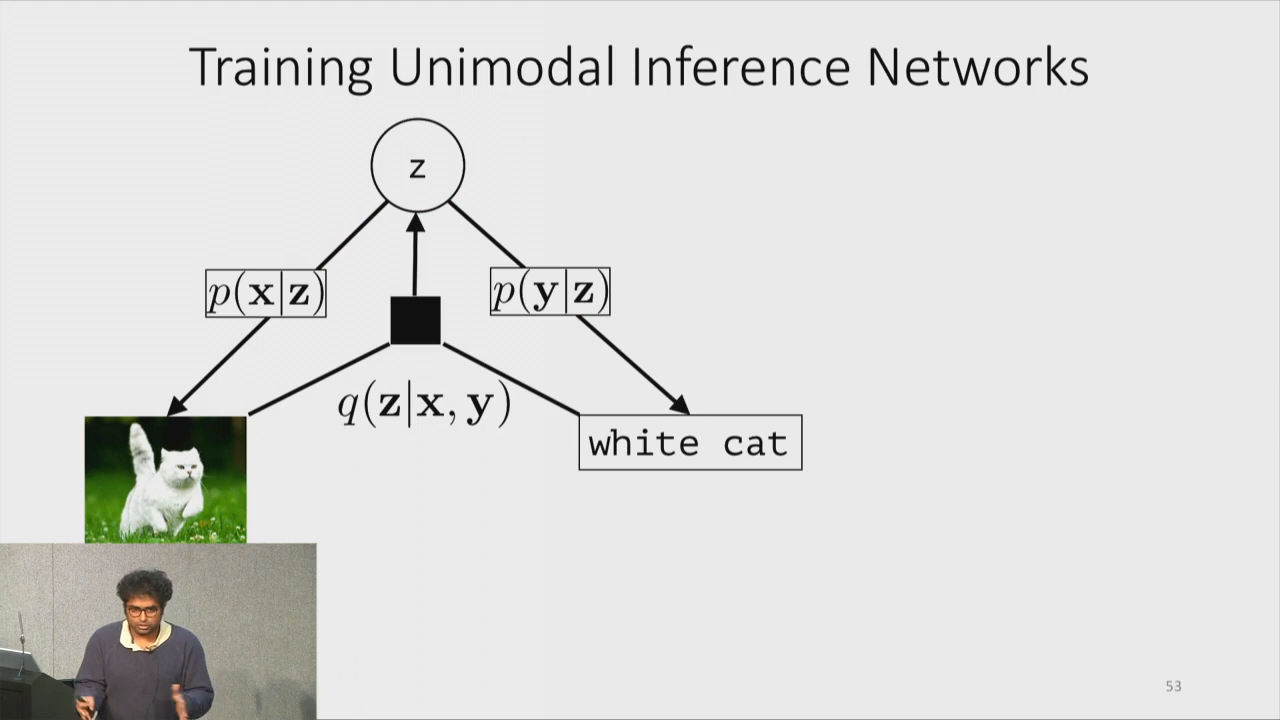 Training Unimodal Inference Networks
z
p(x|z)
p(y|z)
q(z|x, y)
white cat
53